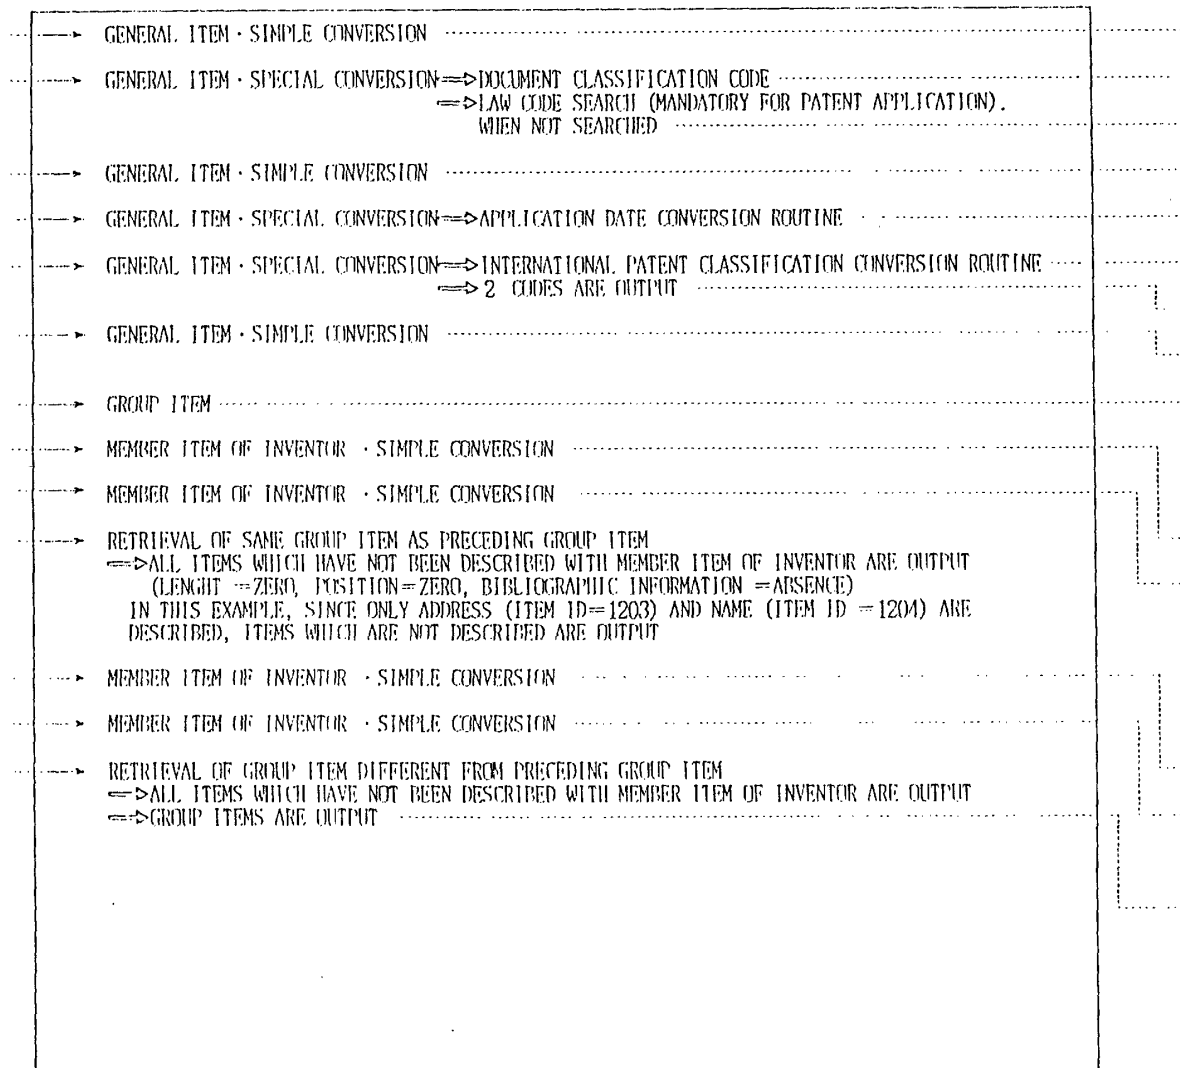 GENERAL ITEM · SIMPLE CONVERSION
GENERAL ITEM · SPECIAL CONVERSION⇒DOCUMENT CLASSIFICATION CODE
⇒LAW CODE SEARCH (MANDATORY FOR PATENT APPLICATION).
WHEN NOT SEARCHED
GENERAL ITEM · SIMPLE CONVERSION
GENERAL ITEM · SPECIAL CONVERSION⇒APPLICATION DATE CONVERSION ROUTINE
GENERAL ITEM · SPECIAL CONVERSION⇒INTERNATIONAL PATENT CLASSIFICATION CONVERSION ROUTINE
⇒2 CODES ARE OUTPUT
GENERAL ITEM · SIMPLE CONVERSION
GROUP ITEM
MEMBER ITEM OF INVENTOR · SIMPLE CONVERSION
MEMBER ITEM OF INVENTOR · SIMPLE CONVERSION
RETRIEVAL OF SAME GROUP ITEM AS PRECEDING GROUP ITEM
⇒ALL ITEMS WHICH HAVE NOT BEEN DESCRIBED WITH MEMBER ITEM OF INVENTOR ARE OUTPUT
(LENGHT =ZERO, POSITION=ZERO, BIBLIOGRAPHIC INFORMATION =ABSENCE)
IN THIS EXAMPLE, SINCE ONLY ADDRESS (ITEM ID=1203) AND NAME (ITEM ID =1204) ARE
DESCRIBED, ITEMS WHICH ARE NOT DESCRIBED ARE OUTPUT
MEMBER ITEM OF INVENTOR · SIMPLE CONVERSION
MEMBER ITEM OF INVENTOR · SIMPLE CONVERSION
RETRIEVAL OF GROUP ITEM DIFFERENT FROM PRECEDING GROUP ITEM
⇒ALL ITEMS WHICH HAVE NOT BEEN DESCRIBED WITH MEMBER ITEM OF INVENTOR ARE OUTPUT
⇒GROUP ITEMS ARE OUTPUT